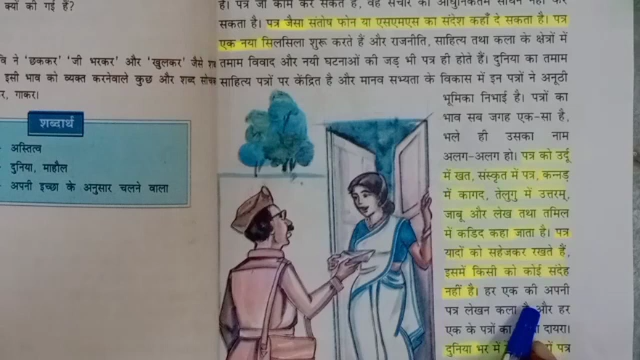 क्यों की गई हैं?
ने 'छककर' 'जी भरकर' और 'खुलकर' जैसे
इसी भाव को व्यक्त करनेवाले कुछ और शब्द
र, गाकर।
शब्दार्थ
अस्तित्व
दुनिया, माहौल
अपनी इच्छा के अनुसार चलने वाला
है। पत्र जो काम कर सकते हैं, वह संचार का आधुनिकतम साधन नहीं कर
सकता है। पत्र जैसा संतोष फोन या एसएमएस का संदेश कहाँ दे सकता है। पत्र
एक नया सिलसिला शुरू करते हैं और राजनीति, साहित्य तथा कला के क्षेत्रों में
तमाम विवाद और नयी घटनाओं की जड़ भी पत्र ही होते हैं। दुनिया का तमाम
साहित्य पत्रों पर केंद्रित है और मानव सभ्यता के विकास में इन पत्रों ने अनूठी
भूमिका निभाई है। पत्रों का
भाव सब जगह एक-सा है,
भले ही उसका नाम
अलग-अलग हो। पत्र को उर्दू
में खत, संस्कृत में पत्र, कन्नड़
में कागद, तेलुगु में उत्तरम्,
जाबू और लेख तथा तमिल
में कडिद कहा जाता है। पत्र
यादों को सहेजकर रखते हैं,
इसमें किसी को कोई संदेह
नहीं है। हर एक की अपनी
पत्र लेखन कला है और हर
एक के पत्रों का दायरा।
दुनिया भर में पत्र